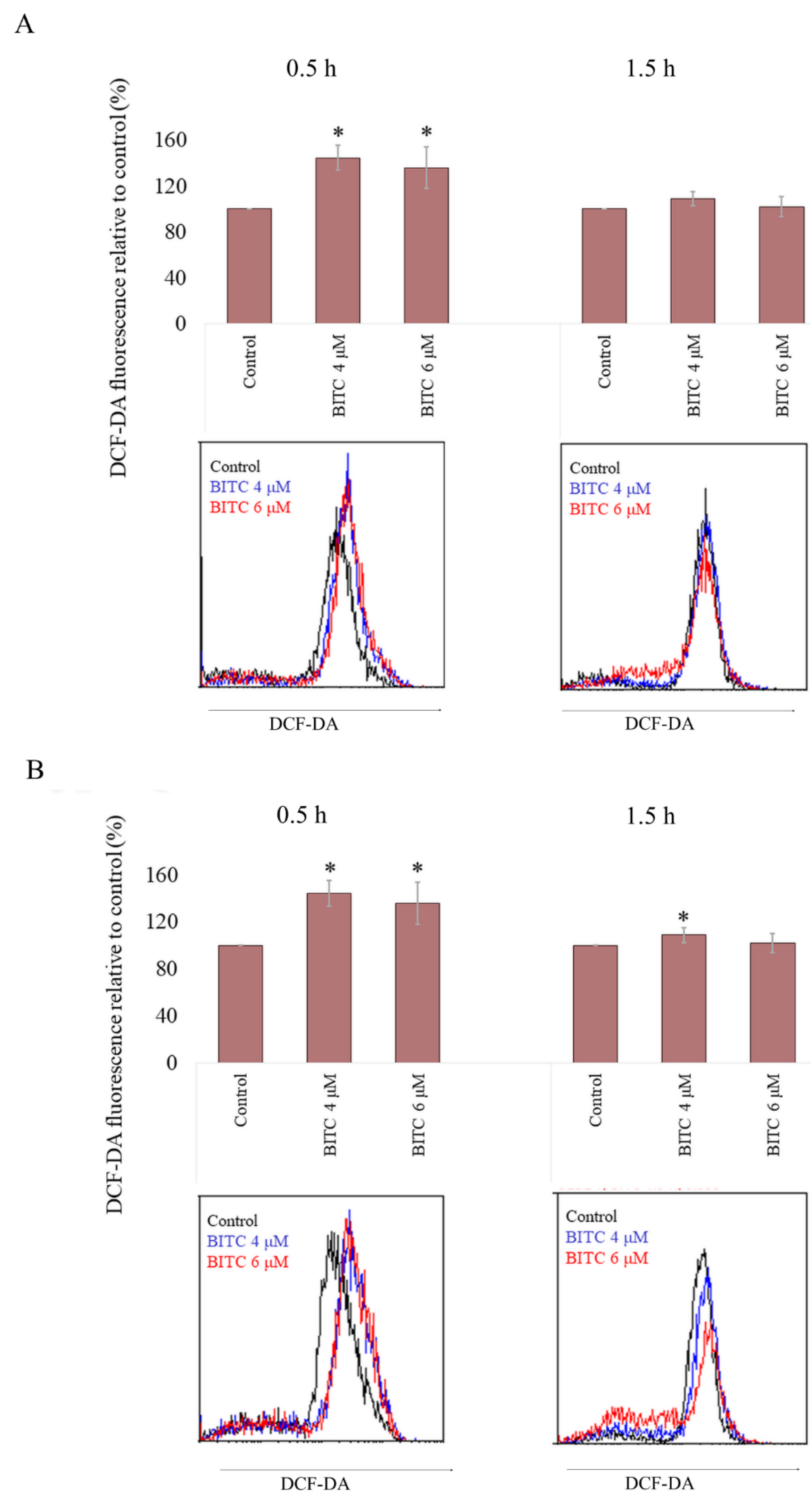 A
0.5 h
1.5 h
DCF-DA fluorescence relative to control (%)
160
120
80
40
0
*
*
Control
BITC 4 μM
BITC 6 μM
Control
BITC 4 μM
BITC 6 μM
Control
BITC 4 μM
BITC 6 μM
Control
BITC 4 μM
BITC 6 μM
DCF-DA
DCF-DA
B
0.5 h
1.5 h
DCF-DA fluorescence relative to control (%)
160
120
80
40
0
*
*
*
Control
BITC 4 μM
BITC 6 μM
Control
BITC 4 μM
BITC 6 μM
Control
BITC 4 μM
BITC 6 μM
Control
BITC 4 μM
BITC 6 μM
DCF-DA
DCF-DA